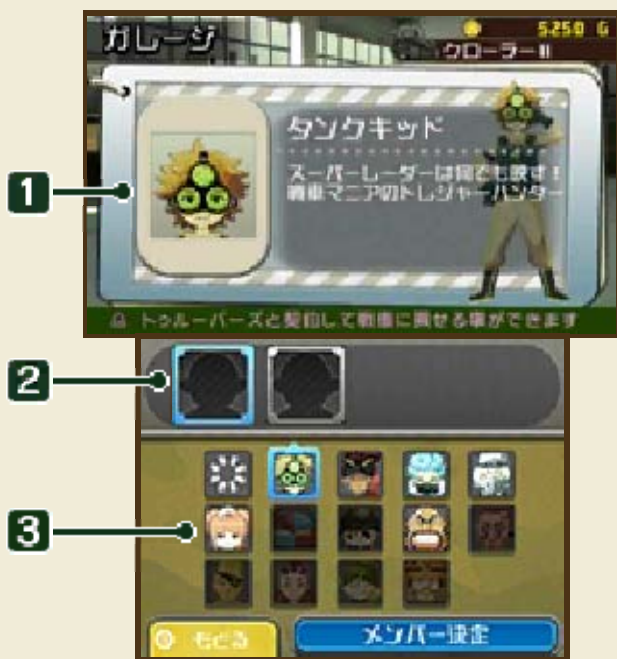 ガレージ
5250 G
クローラーII
タンクキッド
スーパーレーダーは何でも映す!
戦車マニアのトレジャーハンター
トゥルーパーズと契約して戦車に乗せる事ができます
1
2
3
もどる
メンバー決定